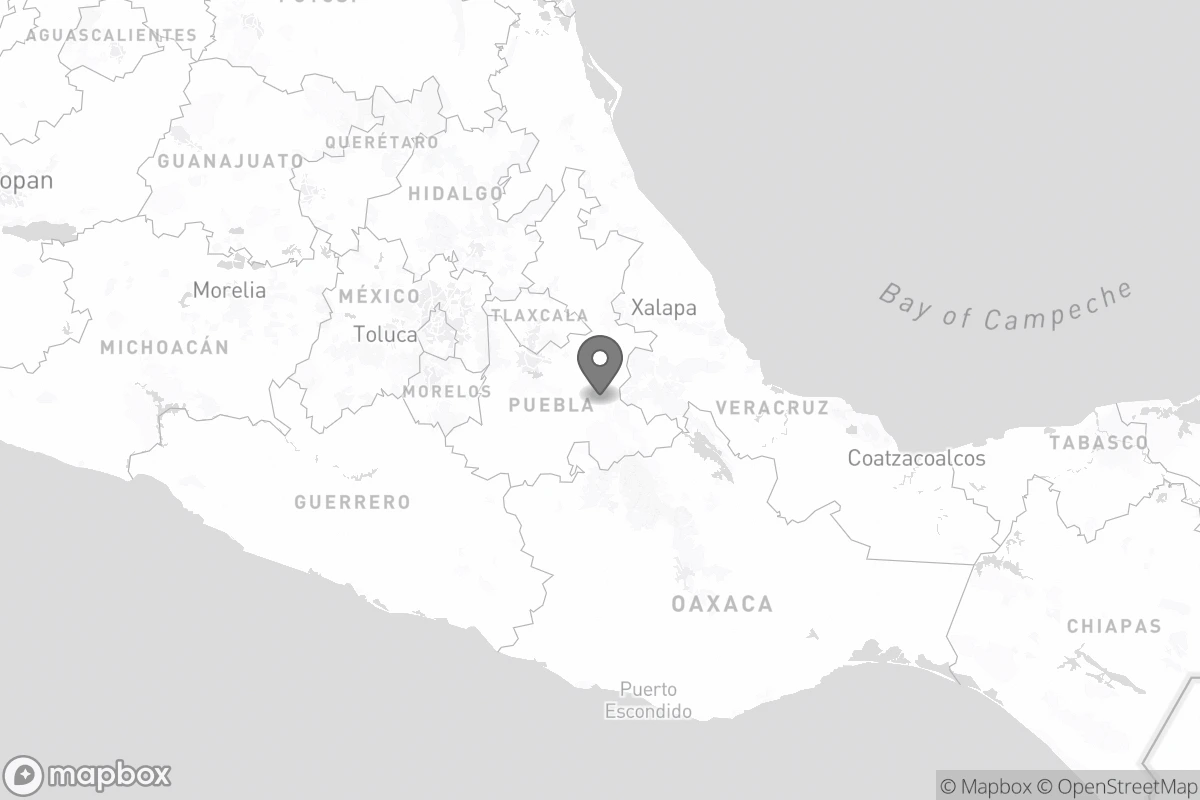 AGUASCALIENTES
QUERÉTARO
GUANAJUATO
opan
HIDALGO
Morelia
MÉXICO
Xalapa
Bay of Campeche
TLAXCALA
Toluca
MICHOACÁN
MORELOS
PUEBLA
VERACRUZ
TABASCO
Coatzacoalcos
GUERRERO
OAXACA
CHIAPAS
Puerto
Escondido
mapbox
© Mapbox © OpenStreetMap